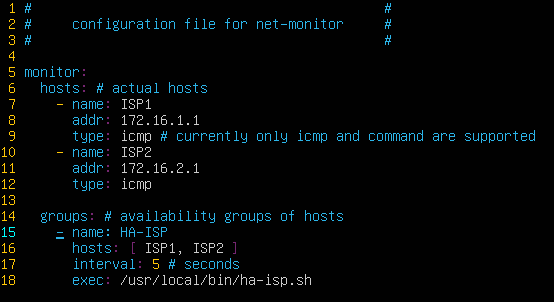 1 #                                            #
2 #     configuration file for net-monitor     #
3 #                                            #
4
5 monitor:
6   hosts: # actual hosts
7     - name: ISP1
8       addr: 172.16.1.1
9       type: icmp # currently only icmp and command are supported
10     - name: ISP2
11       addr: 172.16.2.1
12       type: icmp
13
14   groups: # availability groups of hosts
15     - name: HA-ISP
16       hosts: [ ISP1, ISP2 ]
17       interval: 5 # seconds
18       exec: /usr/local/bin/ha-isp.sh